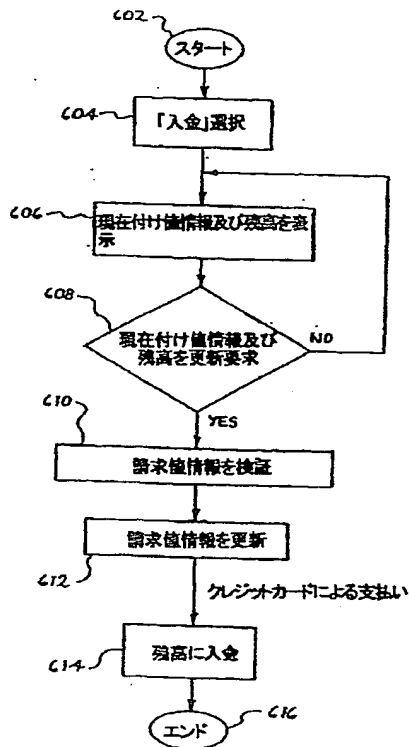 602
スタート
604
「入金」選択
606
現在付け値情報及び残高を表
示
608
現在付け値情報及び
残高を更新要求
NO
YES
610
請求値情報を検証
請求値情報を更新
612
クレジットカードによる支払い
残高に入金
614
エンド
616